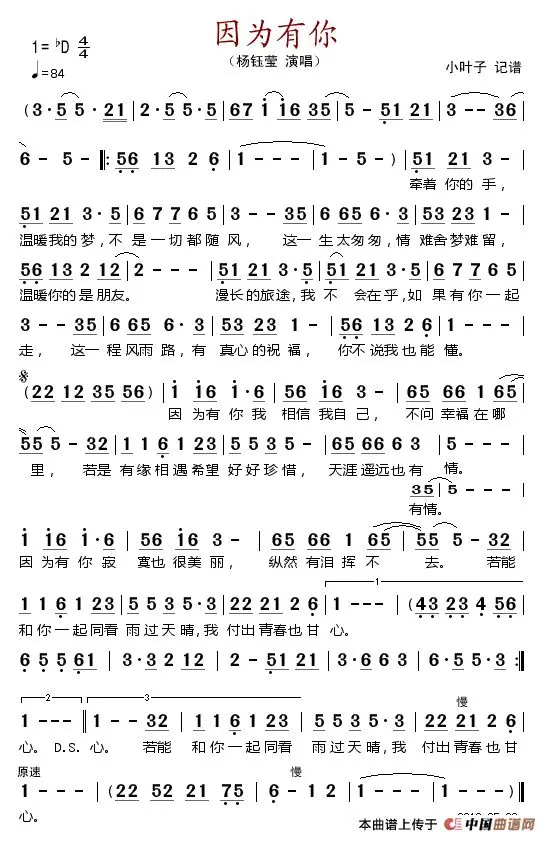 因为有你
1=♭D 4/4
（杨钰莹 演唱）
♩=84
小叶子 记谱
(3·5 5· 21|2·5 5·5|67 1 16 35|5 - 51 21|3 - - 36|
6 - 5 -‖:56 13 2 6|1 - - -|1 - 5 -)|51 21 3 -|
牵着 你的 手，
51 21 3·5|6 7 7 65|3 - - 35|6 65 6·3|53 23 1 -|
温暖我的梦，不 是一切都随风， 这一生太匆匆，情 难舍梦难留，
56 13 12 12|2 - - -|51 21 3·5|51 21 3·5|6 7 7 65|
温暖你的是朋友。 漫长的旅途，我 不 会在乎，如 果有你一起
3 - - 35|6 65 6·3|53 23 1 -|56 13 2 6|1 - - -|
走， 这一程风雨路，有 真心的祝福， 你不说我也能 懂。
(22 12 35 56)|1 16 1·6|56 16 3 -|65 66 1 65|
因 为有你我 相信我自己， 不问幸福在哪
55 5 - 32|1 1 6 1 23|5 5 3 5 -|65 66 6 3|5 - - -|
里， 若是 有缘相遇希望 好好珍惜， 天涯遥远也有 情。
35|5 - - -|
有情。
1 16 1·6|56 16 3 -|65 66 1 65|55 5 - 32|
因 为有你寂 寞也很美丽， 纵然有泪挥不 去。 若能
1
1 1 6 1 23|5 5 3 5·5|22 21 2 6|1 - - -|(43 23 4 56|
和你一起同看 雨过天晴，我 付出青春也甘 心。
6 5 5 61|3·3 2 12|2 - 51 21|3·6 6 3|6·5 5 5:‖
2
3
慢
1 - - -‖1 - - 32|1 1 6 1 23|5 5 3 5·5|22 21 2 6|
心。 D.S. 心。 若能 和你一起同看 雨过天晴，我 付出青春也甘
原速
慢
1 - - -|(22 52 21 75|6 - 1 2|1 - - -|1 - - -)‖
心。
本曲谱上传于 中国曲谱网